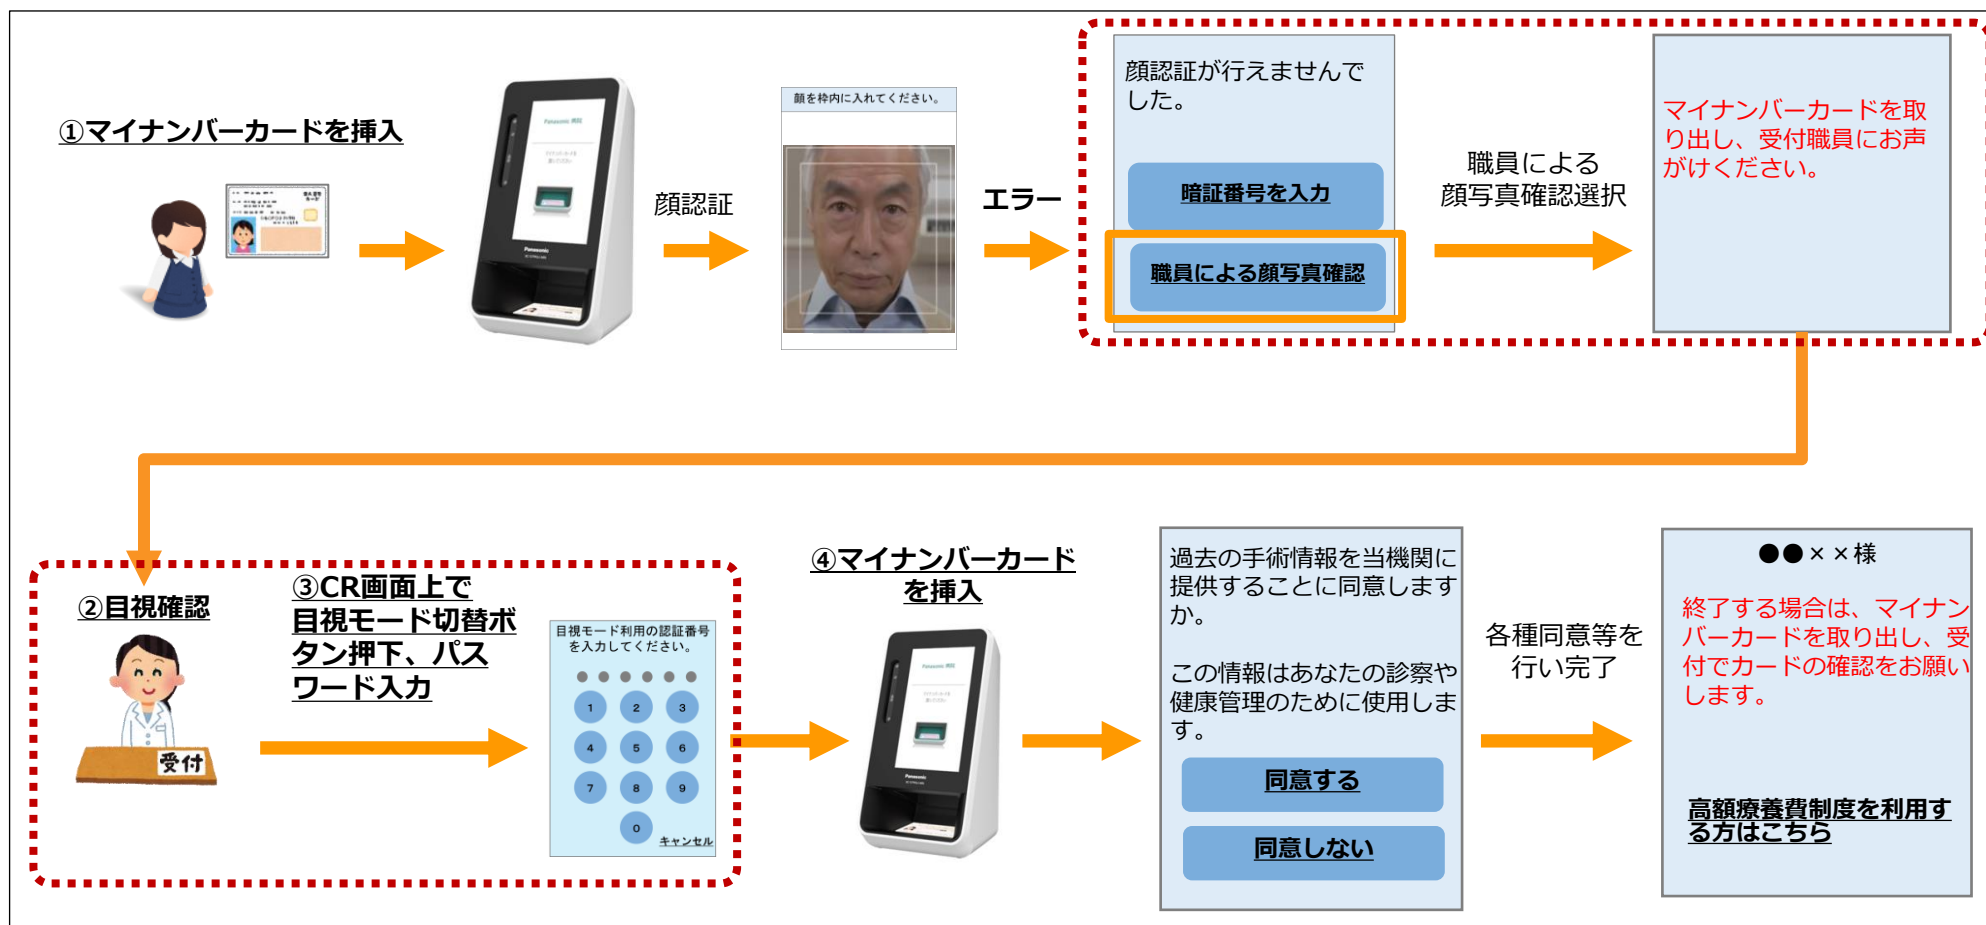 ①マイナンバーカードを挿入
Panasonic
顔認証
顔を枠内に入れてください。
エラー
顔認証が行えませんで
した。
暗証番号を入力
職員による顔写真確認
職員による
顔写真確認選択
マイナンバーカードを取
り出し、受付職員にお声
がけください。
②目視確認
受付
③CR画面上で
目視モード切替ボ
タン押下、パス
ワード入力
目視モード利用の認証番号
を入力してください。
1 2 3
4 5 6
7 8 9
0
キャンセル
④マイナンバーカード
を挿入
Panasonic
過去の手術情報を当機関に
提供することに同意します
か。
この情報はあなたの診察や
健康管理のために使用しま
す。
同意する
同意しない
各種同意等を
行い完了
●●××様
終了する場合は、マイナン
バーカードを取り出し、受
付でカードの確認をお願い
します。
高額療養費制度を利用す
る方はこちら